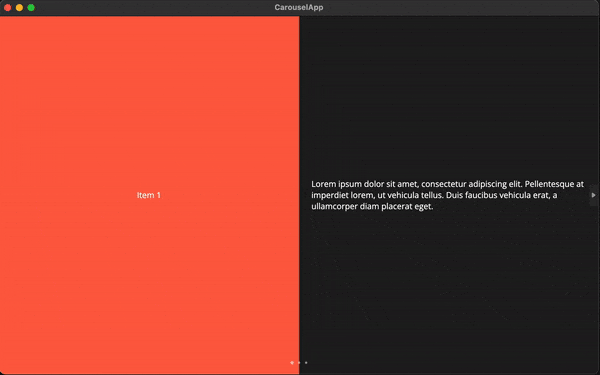 CarouselApp
Item 1
Lorem ipsum dolor sit amet, consectetur adipiscing elit. Pellentesque at
imperdiet lorem, ut vehicula tellus. Duis faucibus vehicula erat, a
ullamcorper diam placerat eget.